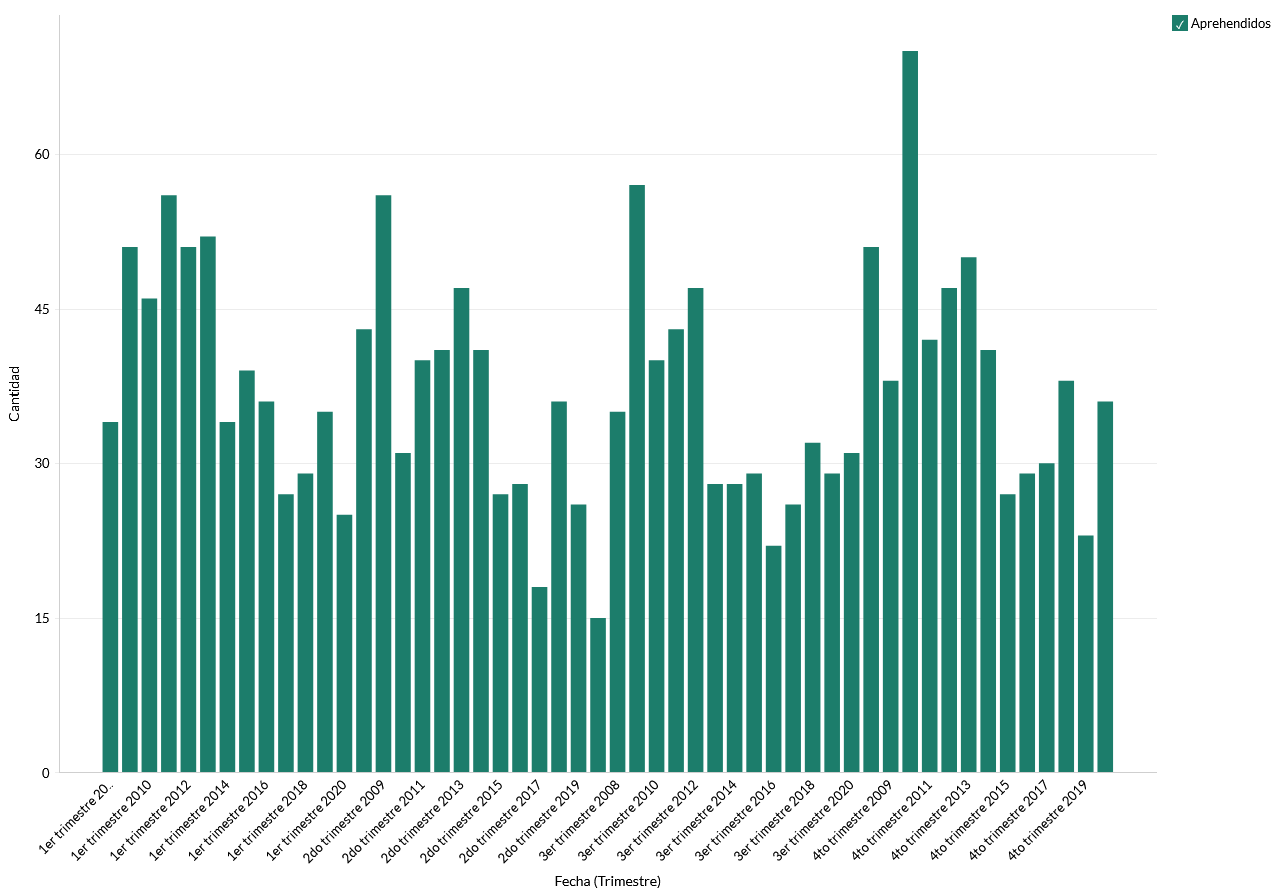 Aprehendidos
60
45
30
15
0
Cantidad
1er trimestre 20..
1er trimestre 2010
1er trimestre 2012
1er trimestre 2014
1er trimestre 2016
1er trimestre 2018
1er trimestre 2020
2do trimestre 2009
2do trimestre 2011
2do trimestre 2013
2do trimestre 2015
2do trimestre 2017
2do trimestre 2019
3er trimestre 2008
3er trimestre 2010
3er trimestre 2012
3er trimestre 2014
3er trimestre 2016
3er trimestre 2018
3er trimestre 2020
4to trimestre 2009
4to trimestre 2011
4to trimestre 2013
4to trimestre 2015
4to trimestre 2017
4to trimestre 2019
Fecha (Trimestre)